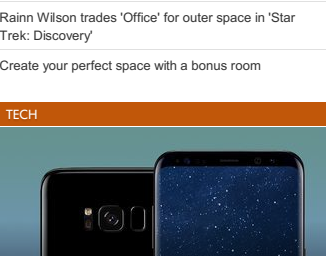 Rainn Wilson trades 'Office' for outer space in 'Star
Trek: Discovery'
Create your perfect space with a bonus room
TECH